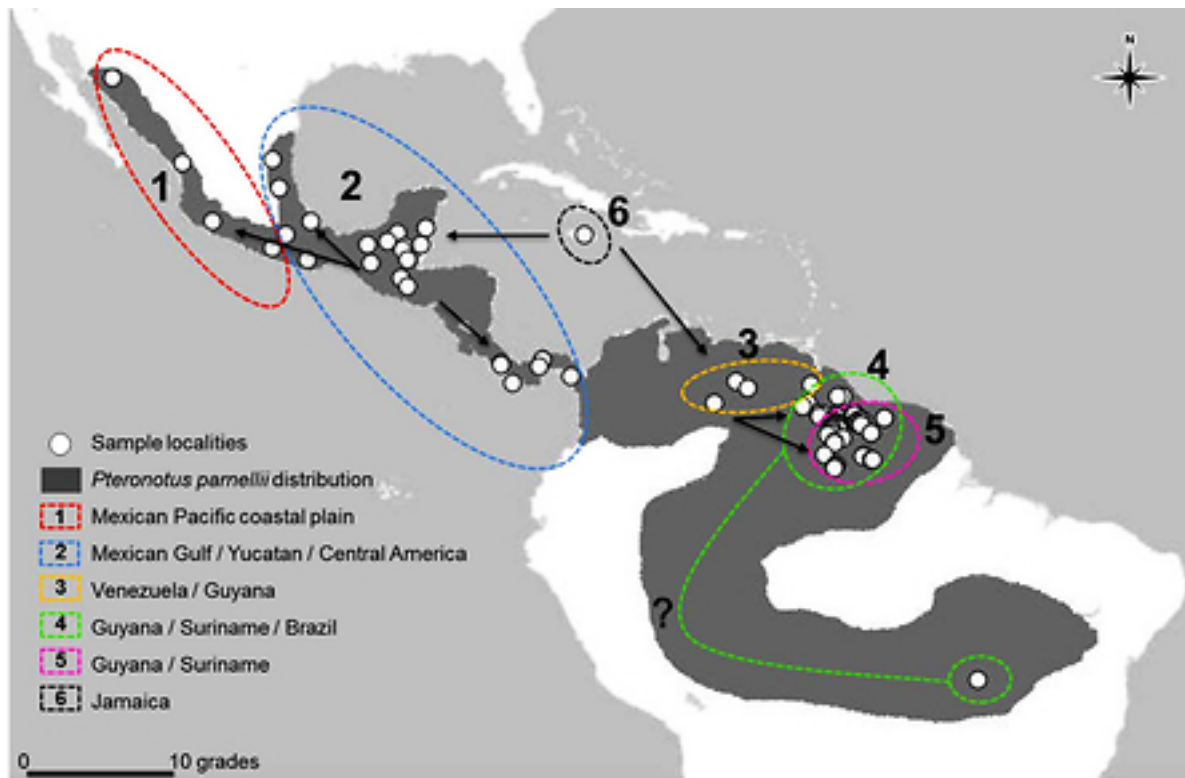 N
1
2
6
3
4
5
?
Sample localities
Pteronotus parnellii distribution
1 Mexican Pacific coastal plain
2 Mexican Gulf / Yucatan / Central America
3 Venezuela / Guyana
4 Guyana / Suriname / Brazil
5 Guyana / Suriname
6 Jamaica
0 10 grades